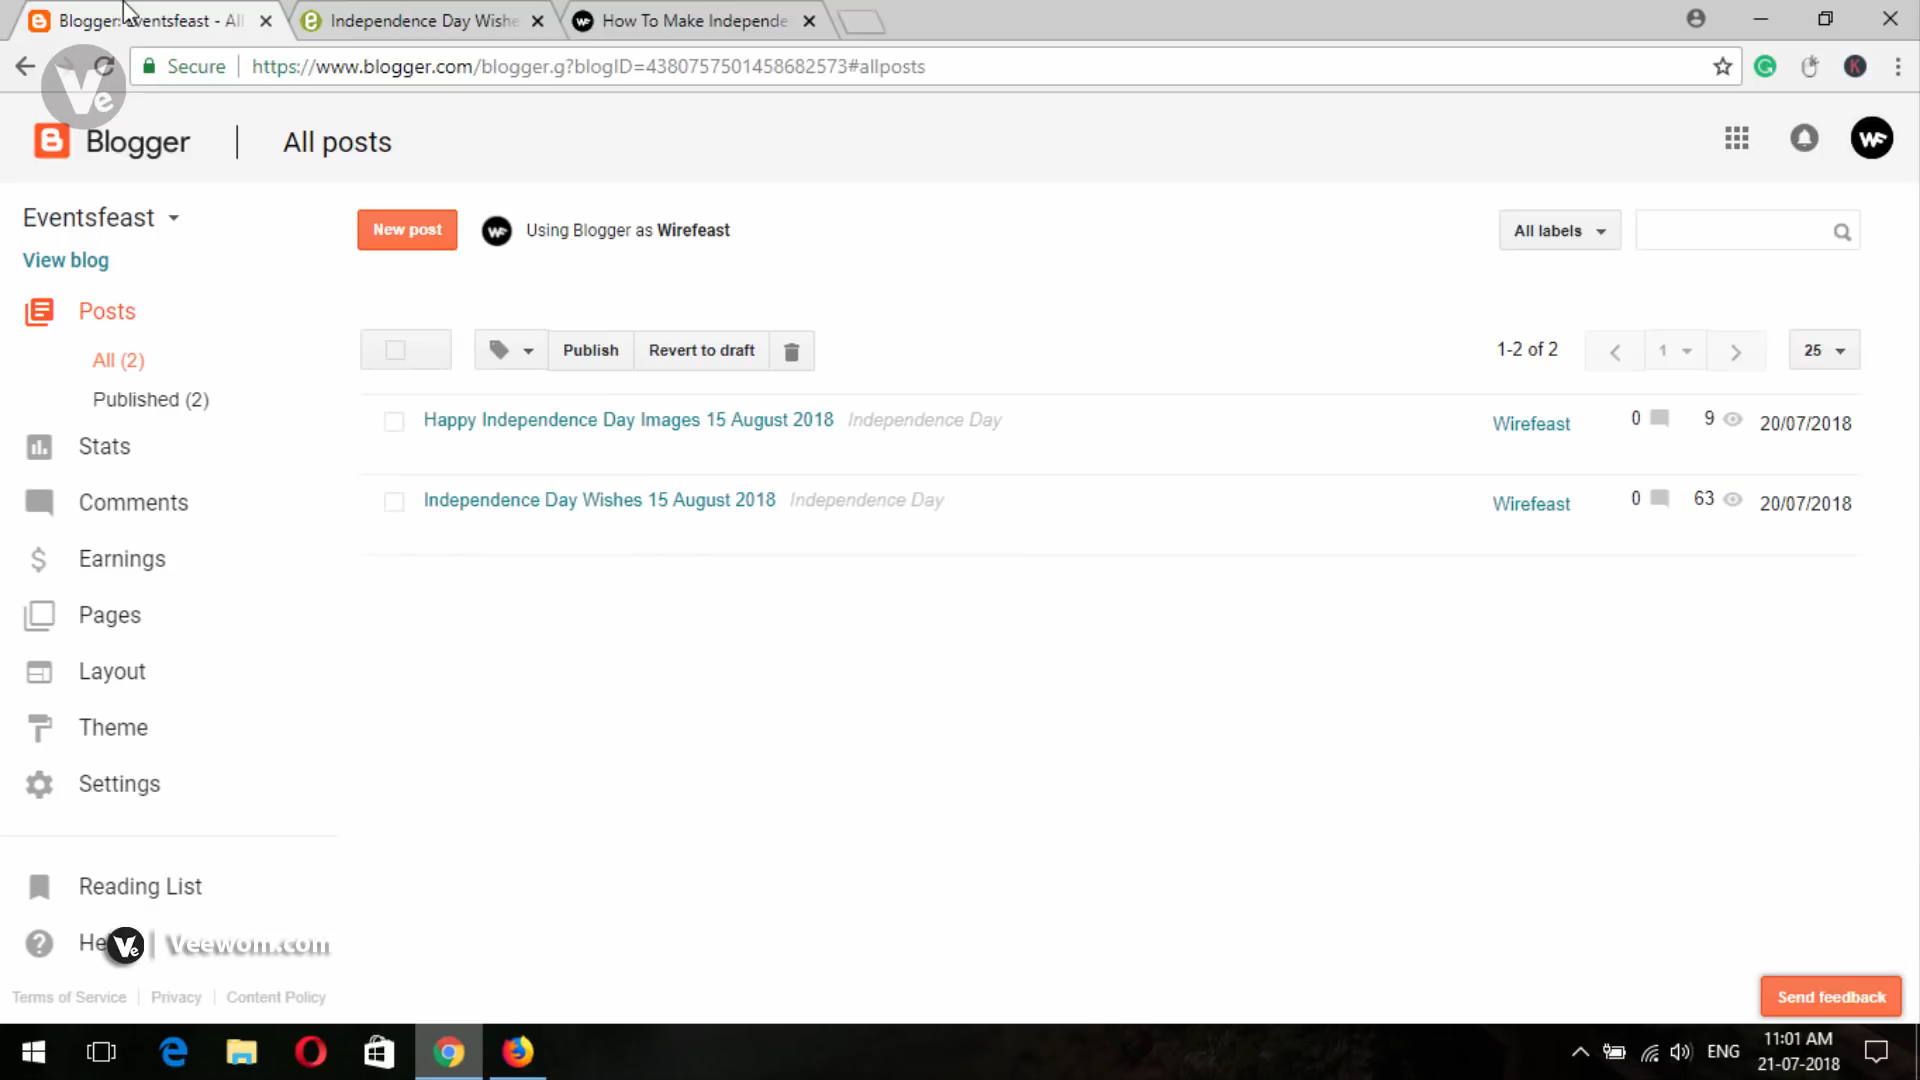 Blogger: Eventsfeast - All
Independence Day Wishe
How To Make Independe
Secure
https://www.blogger.com/blogger.g?blogID=4380757501458682573#allposts
Ve
Blogger
All posts
Eventsfeast
New post
Using Blogger as Wirefeast
All labels
View blog
Posts
All (2)
Published (2)
Publish
Revert to draft
1-2 of 2
1
25
Happy Independence Day Images 15 August 2018 Independence Day
Wirefeast
0
9
20/07/2018
Independence Day Wishes 15 August 2018 Independence Day
Wirefeast
0
63
20/07/2018
Stats
Comments
Earnings
Pages
Layout
Theme
Settings
Reading List
He
Ve
Veewom.com
Terms of Service
Privacy
Content Policy
Send feedback
ENG
11:01 AM
21-07-2018